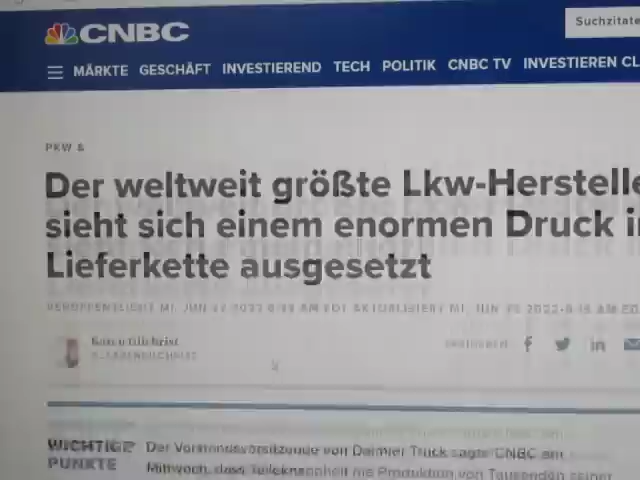 CNBC
Suchzitate
MÄRKTE GESCHÄFT INVESTIEREND TECH POLITIK CNBC TV INVESTIEREN CL
PKW &
Der weltweit größte Lkw-Herstelle
sieht sich einem enormen Druck i
Lieferkette ausgesetzt
WICHTIGE
PUNKTE
Der Vorstandsvorsitzende von Daimler Truck sagte CNBC am
Mittwoch, dass Teileknappheit die Produktion von Tausenden seiner